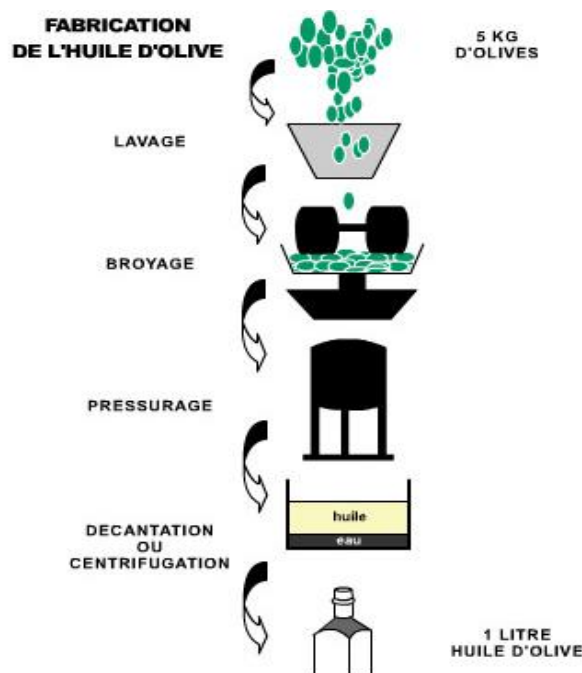 FABRICATION
DE L'HUILE D'OLIVE
5 KG
D'OLIVES
LAVAGE
BROYAGE
PRESSURAGE
huile
eau
DECANTATION
OU
CENTRIFUGATION
1 LITRE
HUILE D'OLIVE